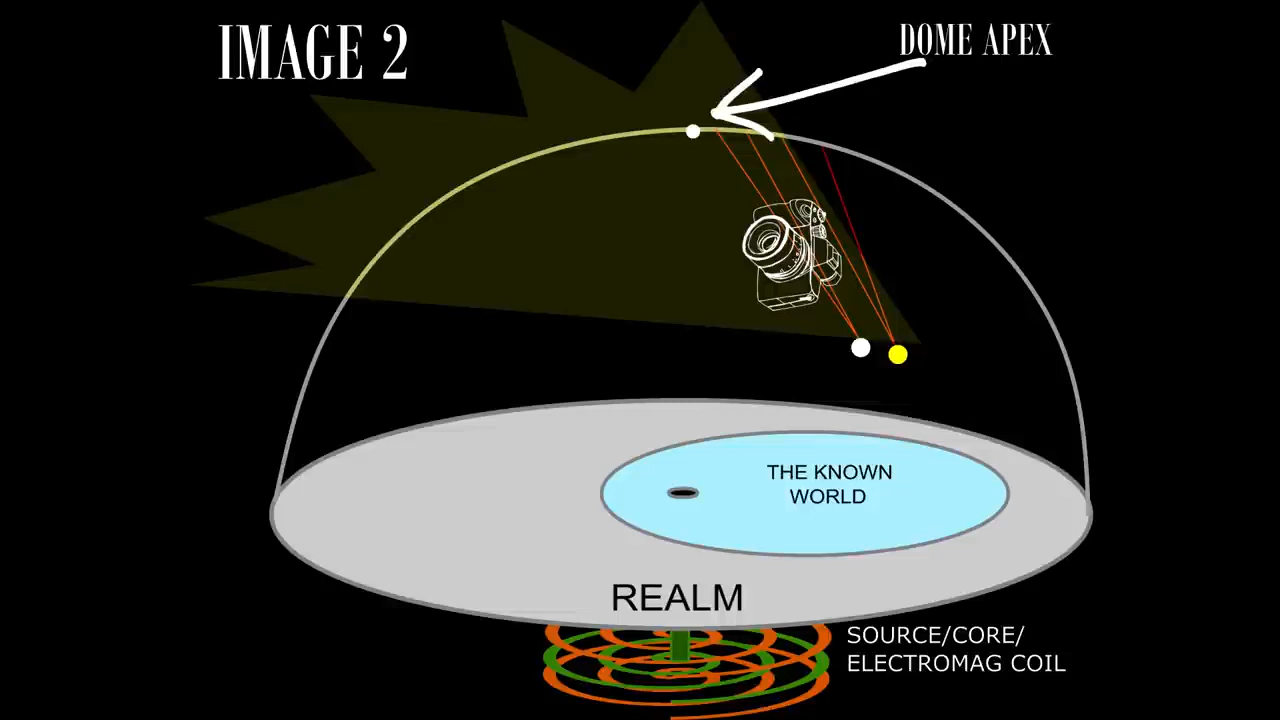 IMAGE 2
DOME APEX
THE KNOWN
WORLD
REALM
SOURCE/CORE/
ELECTROMAG COIL